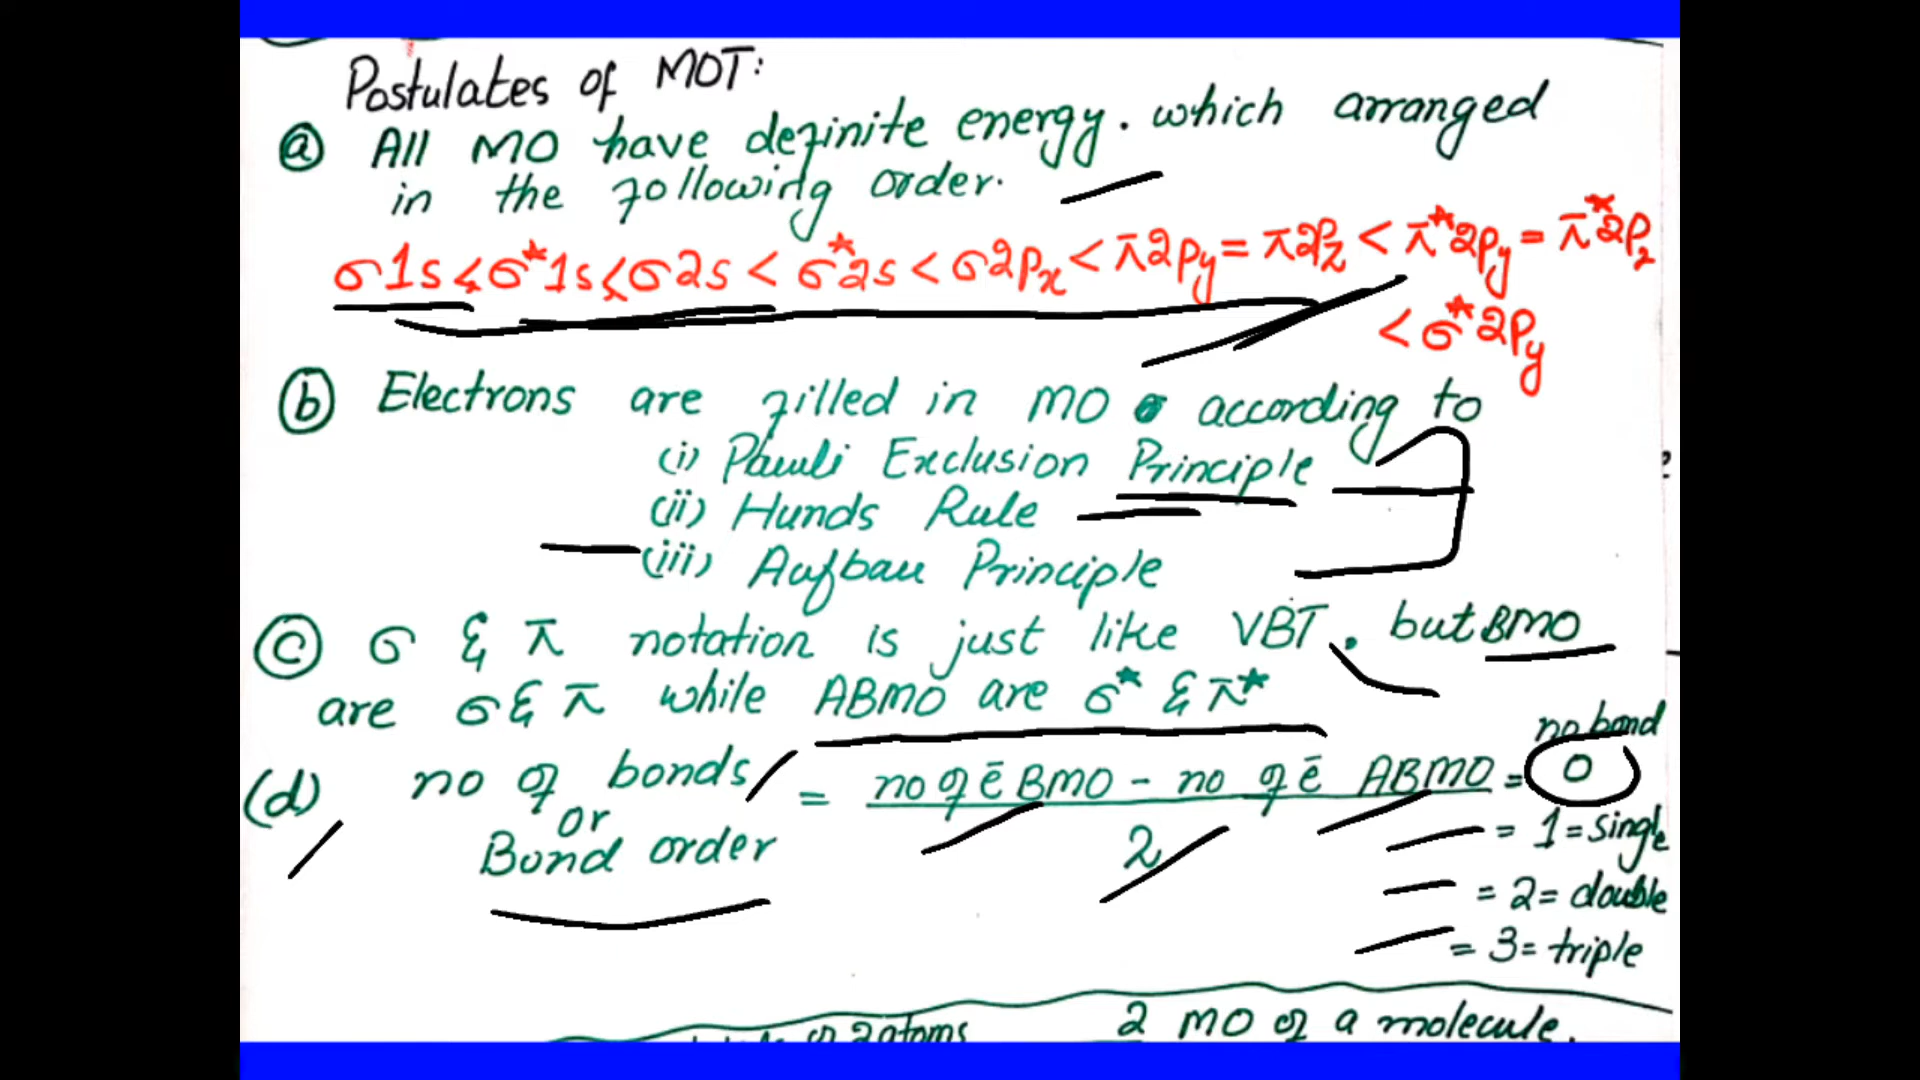 Postulates of MOT:
(a) All MO have definite energy. which arranged
in the following order.
σ1s < σ*1s < σ2s < σ*2s < σ2px < π2py = π2pz < π*2py = π*2pz
< σ*2py
(b) Electrons are filled in MO according to
(i) Pauli Exclusion Principle
(ii) Hunds Rule
(iii) Aufbau Principle
(c) σ & π notation is just like VBT. but BMO
are σ & π while ABMO are σ* & π*
no bond
(d) no of bonds or Bond order = no of ē BMO - no of ē ABMO / 2 = 0
= 1 = single
= 2 = double
= 3 = triple
of 2 atoms 2 MO of a molecule.